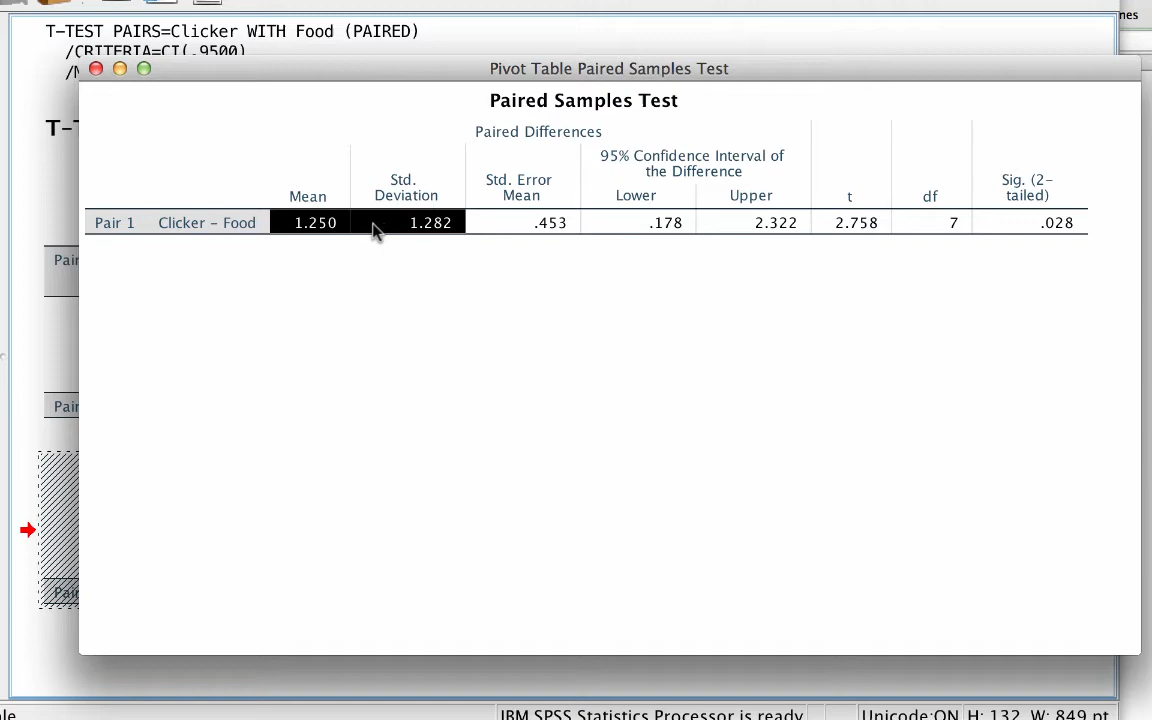 nes
T-TEST PAIRS=Clicker WITH Food (PAIRED)
/CRITERIA=CI(.9500)
Pivot Table Paired Samples Test
Paired Samples Test
Paired Differences
95% Confidence Interval of
the Difference
Mean Std. Deviation Std. Error Mean Lower Upper t df Sig. (2-tailed)
Pair 1 Clicker - Food 1.250 1.282 .453 .178 2.322 2.758 7 .028
IBM SPSS Statistics Processor is ready Unicode:ON H: 132, W: 849 pt